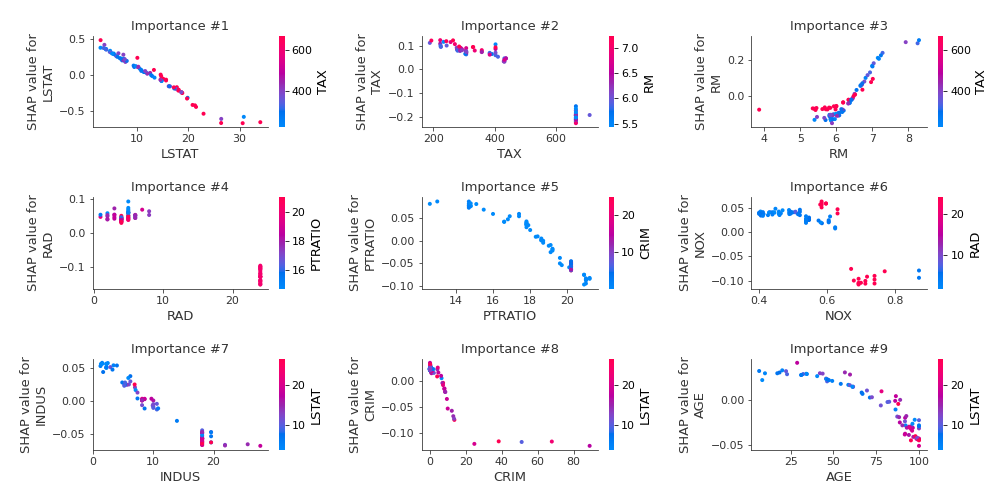 Importance #1
SHAP value for
LSTAT
0.5
0.0
−0.5
10
20
30
LSTAT
600
400
TAX
Importance #2
SHAP value for
TAX
0.1
0.0
−0.1
−0.2
200
400
600
TAX
7.0
6.5
6.0
5.5
RM
Importance #3
SHAP value for
RM
0.2
0.0
4
5
6
7
8
RM
600
400
TAX
Importance #4
SHAP value for
RAD
0.1
0.0
−0.1
0
20
RAD
20
18
16
PTRATIO
Importance #5
SHAP value for
PTRATIO
0.05
0.00
−0.05
−0.10
14
16
18
20
PTRATIO
20
10
CRIM
Importance #6
SHAP value for
NOX
0.05
0.00
−0.05
−0.10
0.4
0.6
0.8
NOX
20
10
RAD
Importance #7
SHAP value for
INDUS
0.05
0.00
−0.05
0
10
20
INDUS
20
10
LSTAT
Importance #8
SHAP value for
CRIM
0.00
−0.05
−0.10
0
20
40
60
80
CRIM
20
10
LSTAT
Importance #9
SHAP value for
AGE
0.00
−0.05
25
50
75
100
AGE
20
10
LSTAT